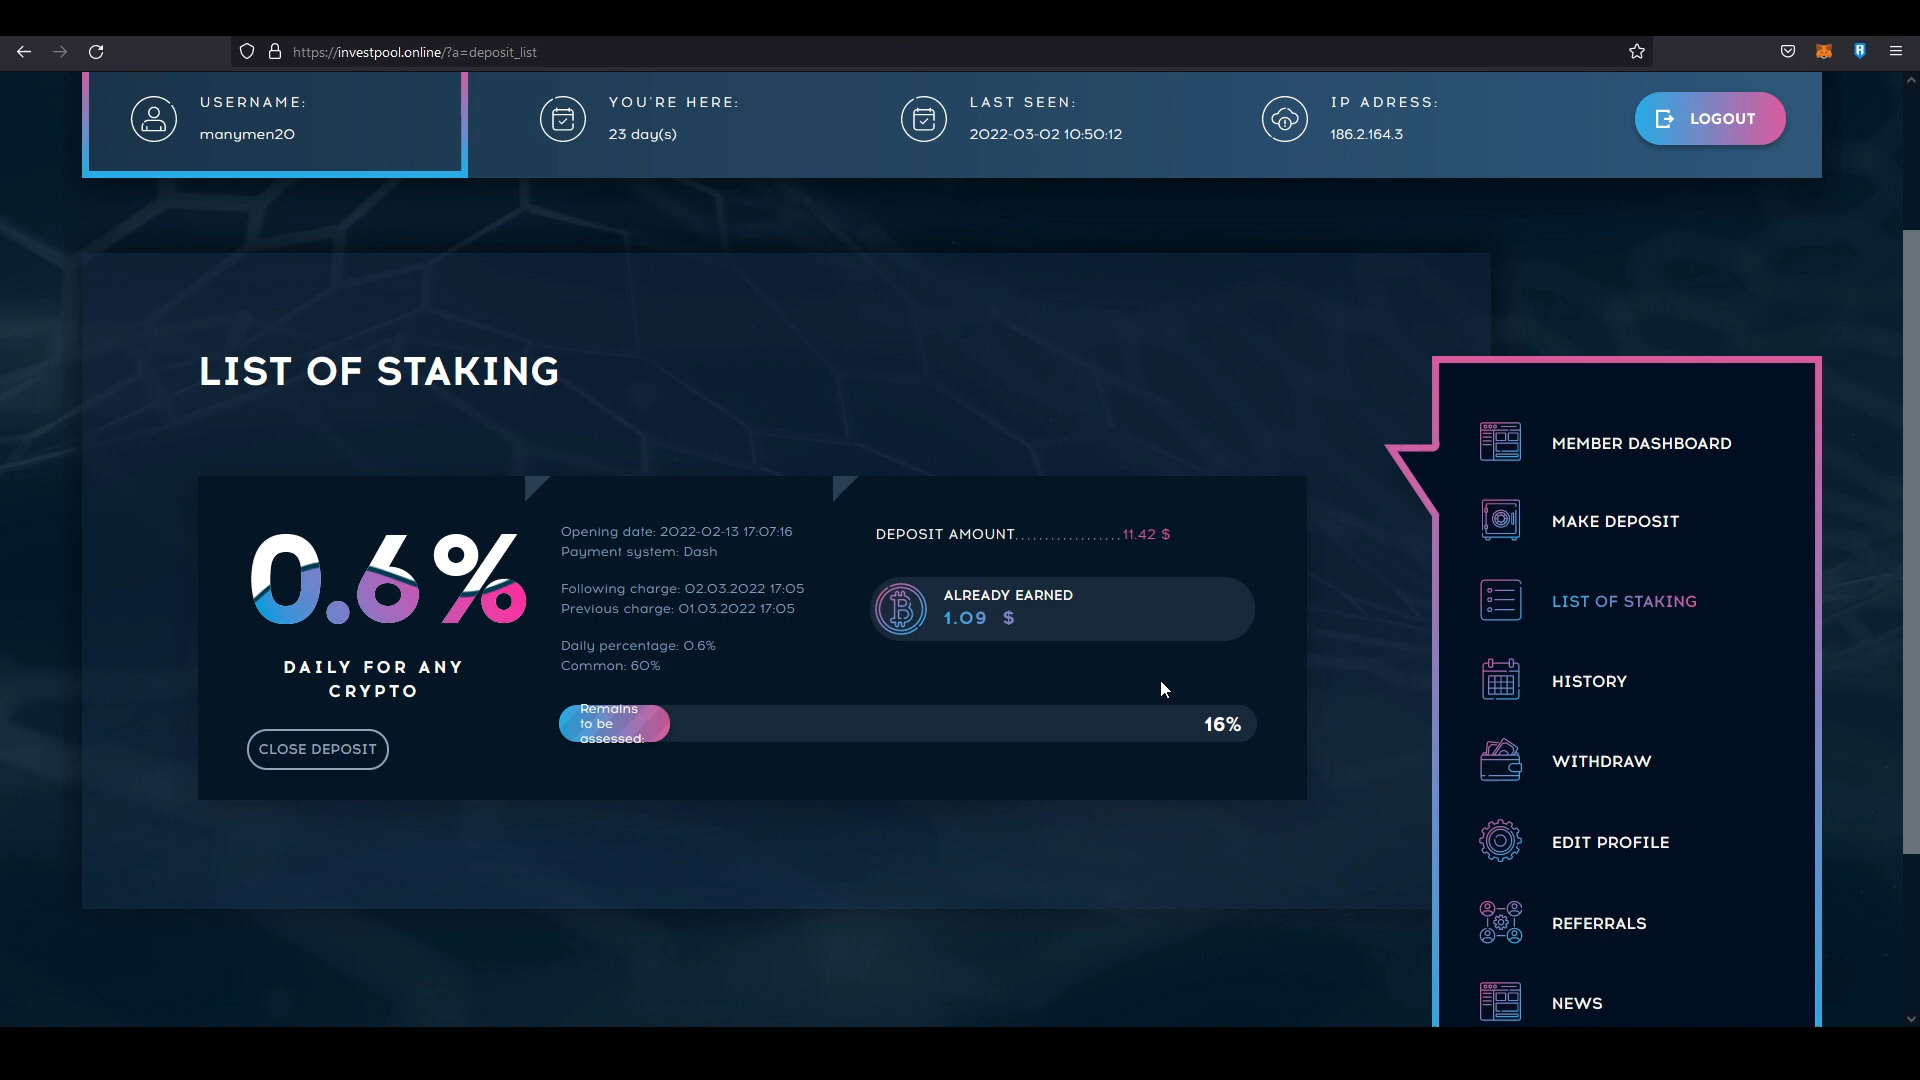 https://investpool.online/?a=deposit_list
USERNAME:
manymen20
YOU'RE HERE:
23 day(s)
LAST SEEN:
2022-03-02 10:50:12
IP ADRESS:
186.2.164.3
LOGOUT
LIST OF STAKING
0.6%
DAILY FOR ANY
CRYPTO
CLOSE DEPOSIT
Opening date: 2022-02-13 17:07:16
Payment system: Dash
Following charge: 02.03.2022 17:05
Previous charge: 01.03.2022 17:05
Daily percentage: 0.6%
Common: 60%
DEPOSIT AMOUNT..................11.42 $
ALREADY EARNED
1.09 $
Remains
to be
assessed:
16%
MEMBER DASHBOARD
MAKE DEPOSIT
LIST OF STAKING
HISTORY
WITHDRAW
EDIT PROFILE
REFERRALS
NEWS